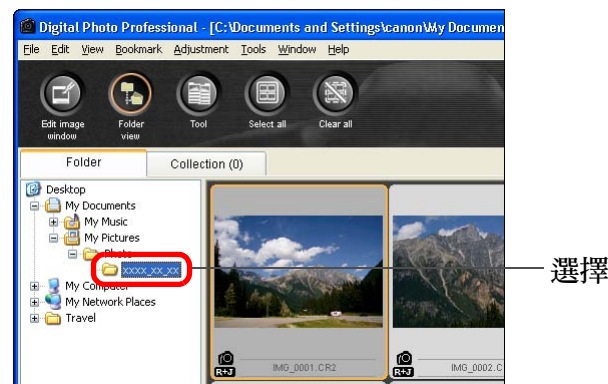 Digital Photo Professional - [C:\Documents and Settings\canon\My Documen
File Edit View Bookmark Adjustment Tools Window Help
Edit image window
Folder view
Tool
Select all
Clear all
Folder
Collection (0)
Desktop
My Documents
My Music
My Pictures
Photo
xxxx_xx_xx
選擇
My Computer
My Network Places
Travel
R+J
IMG_0001.CR2
R+J
IMG_0002.C